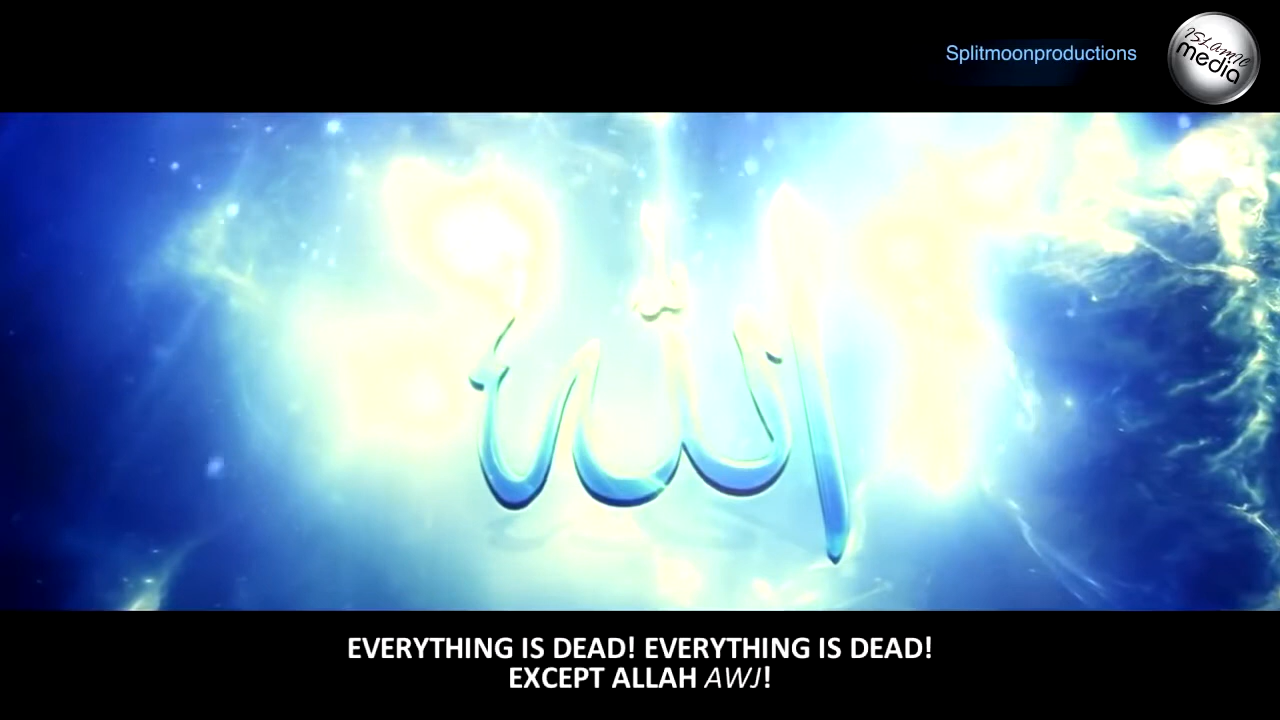 Splitmoonproductions
ISLAMIC
media
الله
EVERYTHING IS DEAD! EVERYTHING IS DEAD!
EXCEPT ALLAH AWJ!